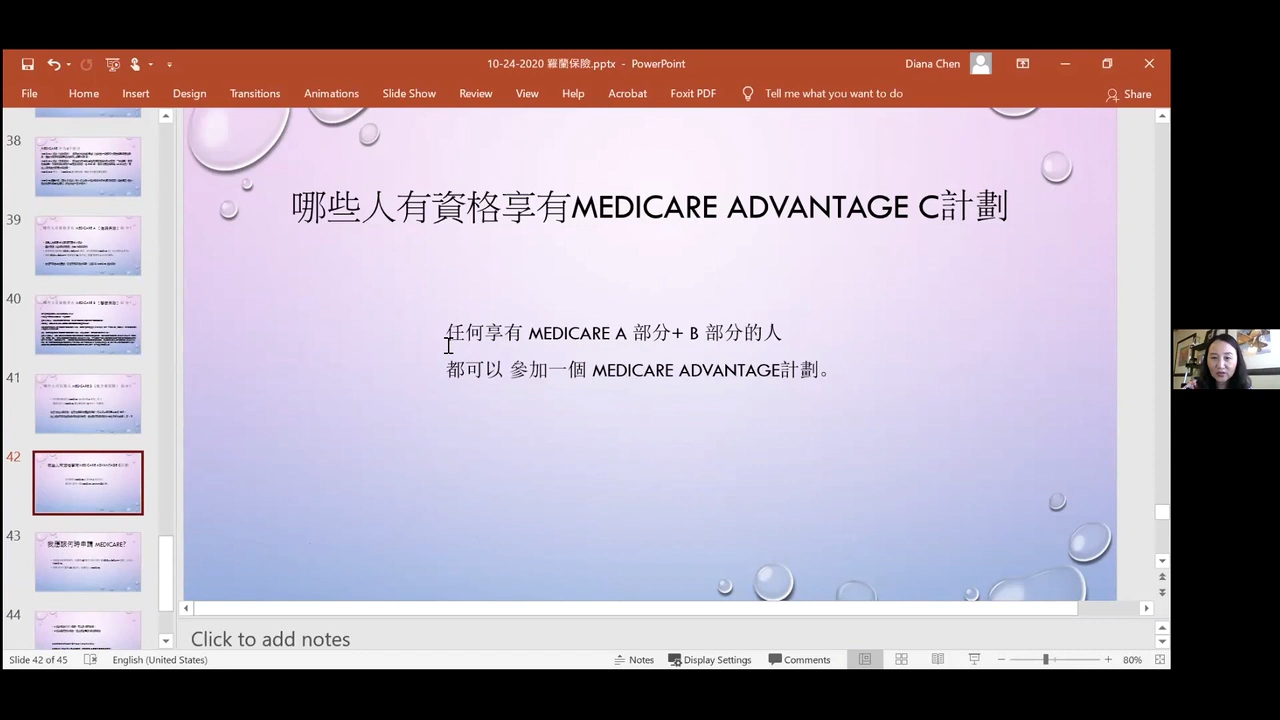 10-24-2020 羅蘭保險.pptx - PowerPoint
Diana Chen
File Home Insert Design Transitions Animations Slide Show Review View Help Acrobat Foxit PDF Tell me what you want to do Share
38
39
40
41
42
43
我應該何時申請 MEDICARE?
44
哪些人有資格享有MEDICARE ADVANTAGE C計劃
任何享有 MEDICARE A 部分+ B 部分的人
都可以 參加一個 MEDICARE ADVANTAGE計劃。
Click to add notes
Slide 42 of 45 English (United States) Notes Display Settings Comments 80%